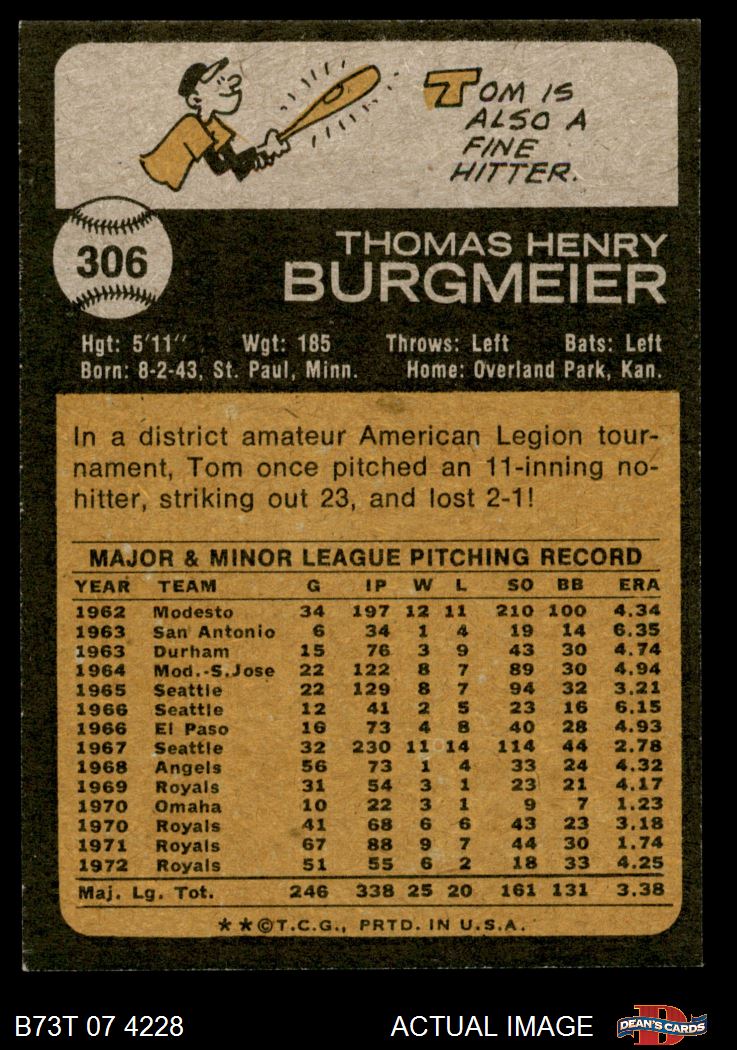 TOM IS
ALSO A
FINE
HITTER.
306
THOMAS HENRY
BURGMEIER
Hgt: 5'11" Wgt: 185 Throws: Left Bats: Left
Born: 8-2-43, St. Paul, Minn. Home: Overland Park, Kan.
In a district amateur American Legion tour-
nament, Tom once pitched an 11-inning no-
hitter, striking out 23, and lost 2-1!
MAJOR & MINOR LEAGUE PITCHING RECORD
YEAR TEAM G IP W L SO BB ERA
1962 Modesto 34 197 12 11 210 100 4.34
1963 San Antonio 6 34 1 4 19 14 6.35
1963 Durham 15 76 3 9 43 30 4.74
1964 Mod.-S.Jose 22 122 8 7 89 30 4.94
1965 Seattle 22 129 8 7 94 32 3.21
1966 Seattle 12 41 2 5 23 16 6.15
1966 El Paso 16 73 4 8 40 28 4.93
1967 Seattle 32 230 11 14 114 44 2.78
1968 Angels 56 73 1 4 33 24 4.32
1969 Royals 31 54 3 1 23 21 4.17
1970 Omaha 10 22 3 1 9 7 1.23
1970 Royals 41 68 6 6 43 23 3.18
1971 Royals 67 88 9 7 44 30 1.74
1972 Royals 51 55 6 2 18 33 4.25
Maj. Lg. Tot. 246 338 25 20 161 131 3.38
**©T.C.G., PRTD. IN U.S.A.
B73T 07 4228 ACTUAL IMAGE D DEAN'S CARDS